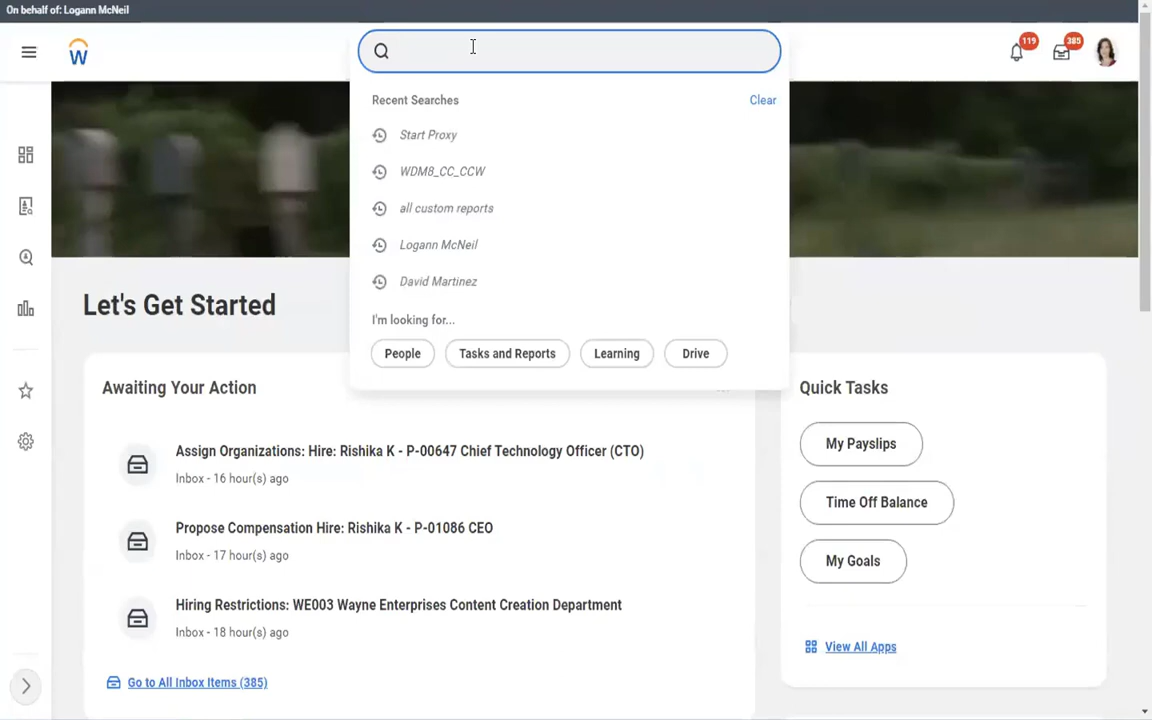 On behalf of: Logann McNeil
W
119
385
Recent Searches
Clear
Start Proxy
WDM8_CC_CCW
all custom reports
Logann McNeil
David Martinez
I'm looking for...
People
Tasks and Reports
Learning
Drive
Let's Get Started
Awaiting Your Action
Assign Organizations: Hire: Rishika K - P-00647 Chief Technology Officer (CTO)
Inbox - 16 hour(s) ago
Propose Compensation Hire: Rishika K - P-01086 CEO
Inbox - 17 hour(s) ago
Hiring Restrictions: WE003 Wayne Enterprises Content Creation Department
Inbox - 18 hour(s) ago
Go to All Inbox Items (385)
Quick Tasks
My Payslips
Time Off Balance
My Goals
View All Apps